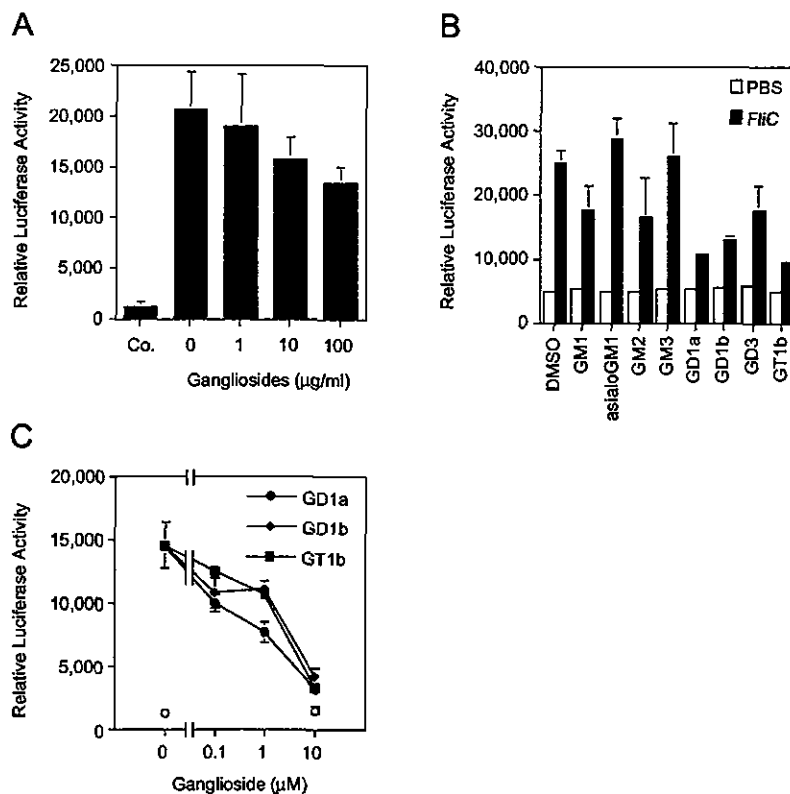 A
Relative Luciferase Activity
25,000
20,000
15,000
10,000
5,000
0
Co. 0 1 10 100
Gangliosides (µg/ml)
B
Relative Luciferase Activity
40,000
30,000
20,000
10,000
0
PBS
FliC
DMSO
GM1
asialoGM1
GM2
GM3
GD1a
GD1b
GD3
GT1b
C
Relative Luciferase Activity
20,000
15,000
10,000
5,000
0
GD1a
GD1b
GT1b
0 0.1 1 10
Ganglioside (µM)